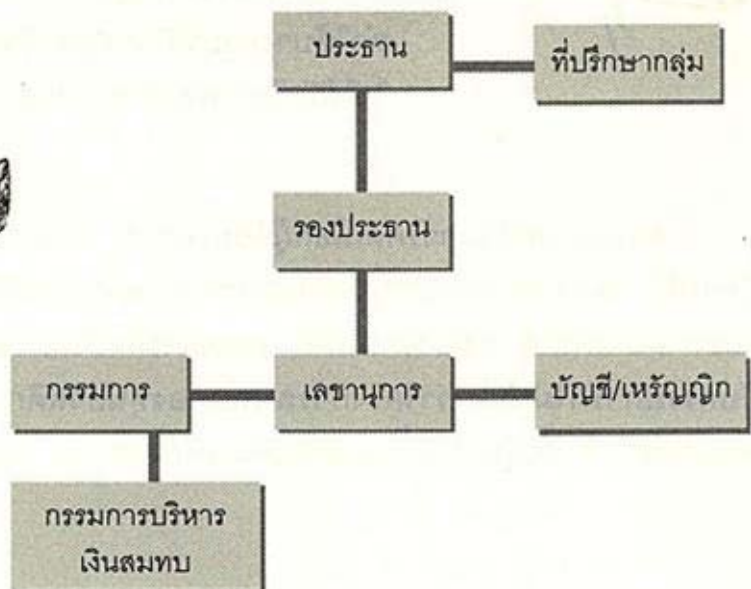 ประธาน
ที่ปรึกษากลุ่ม
รองประธาน
กรรมการ
เลขานุการ
บัญชี/เหรัญญิก
กรรมการบริหาร
เงินสมทบ